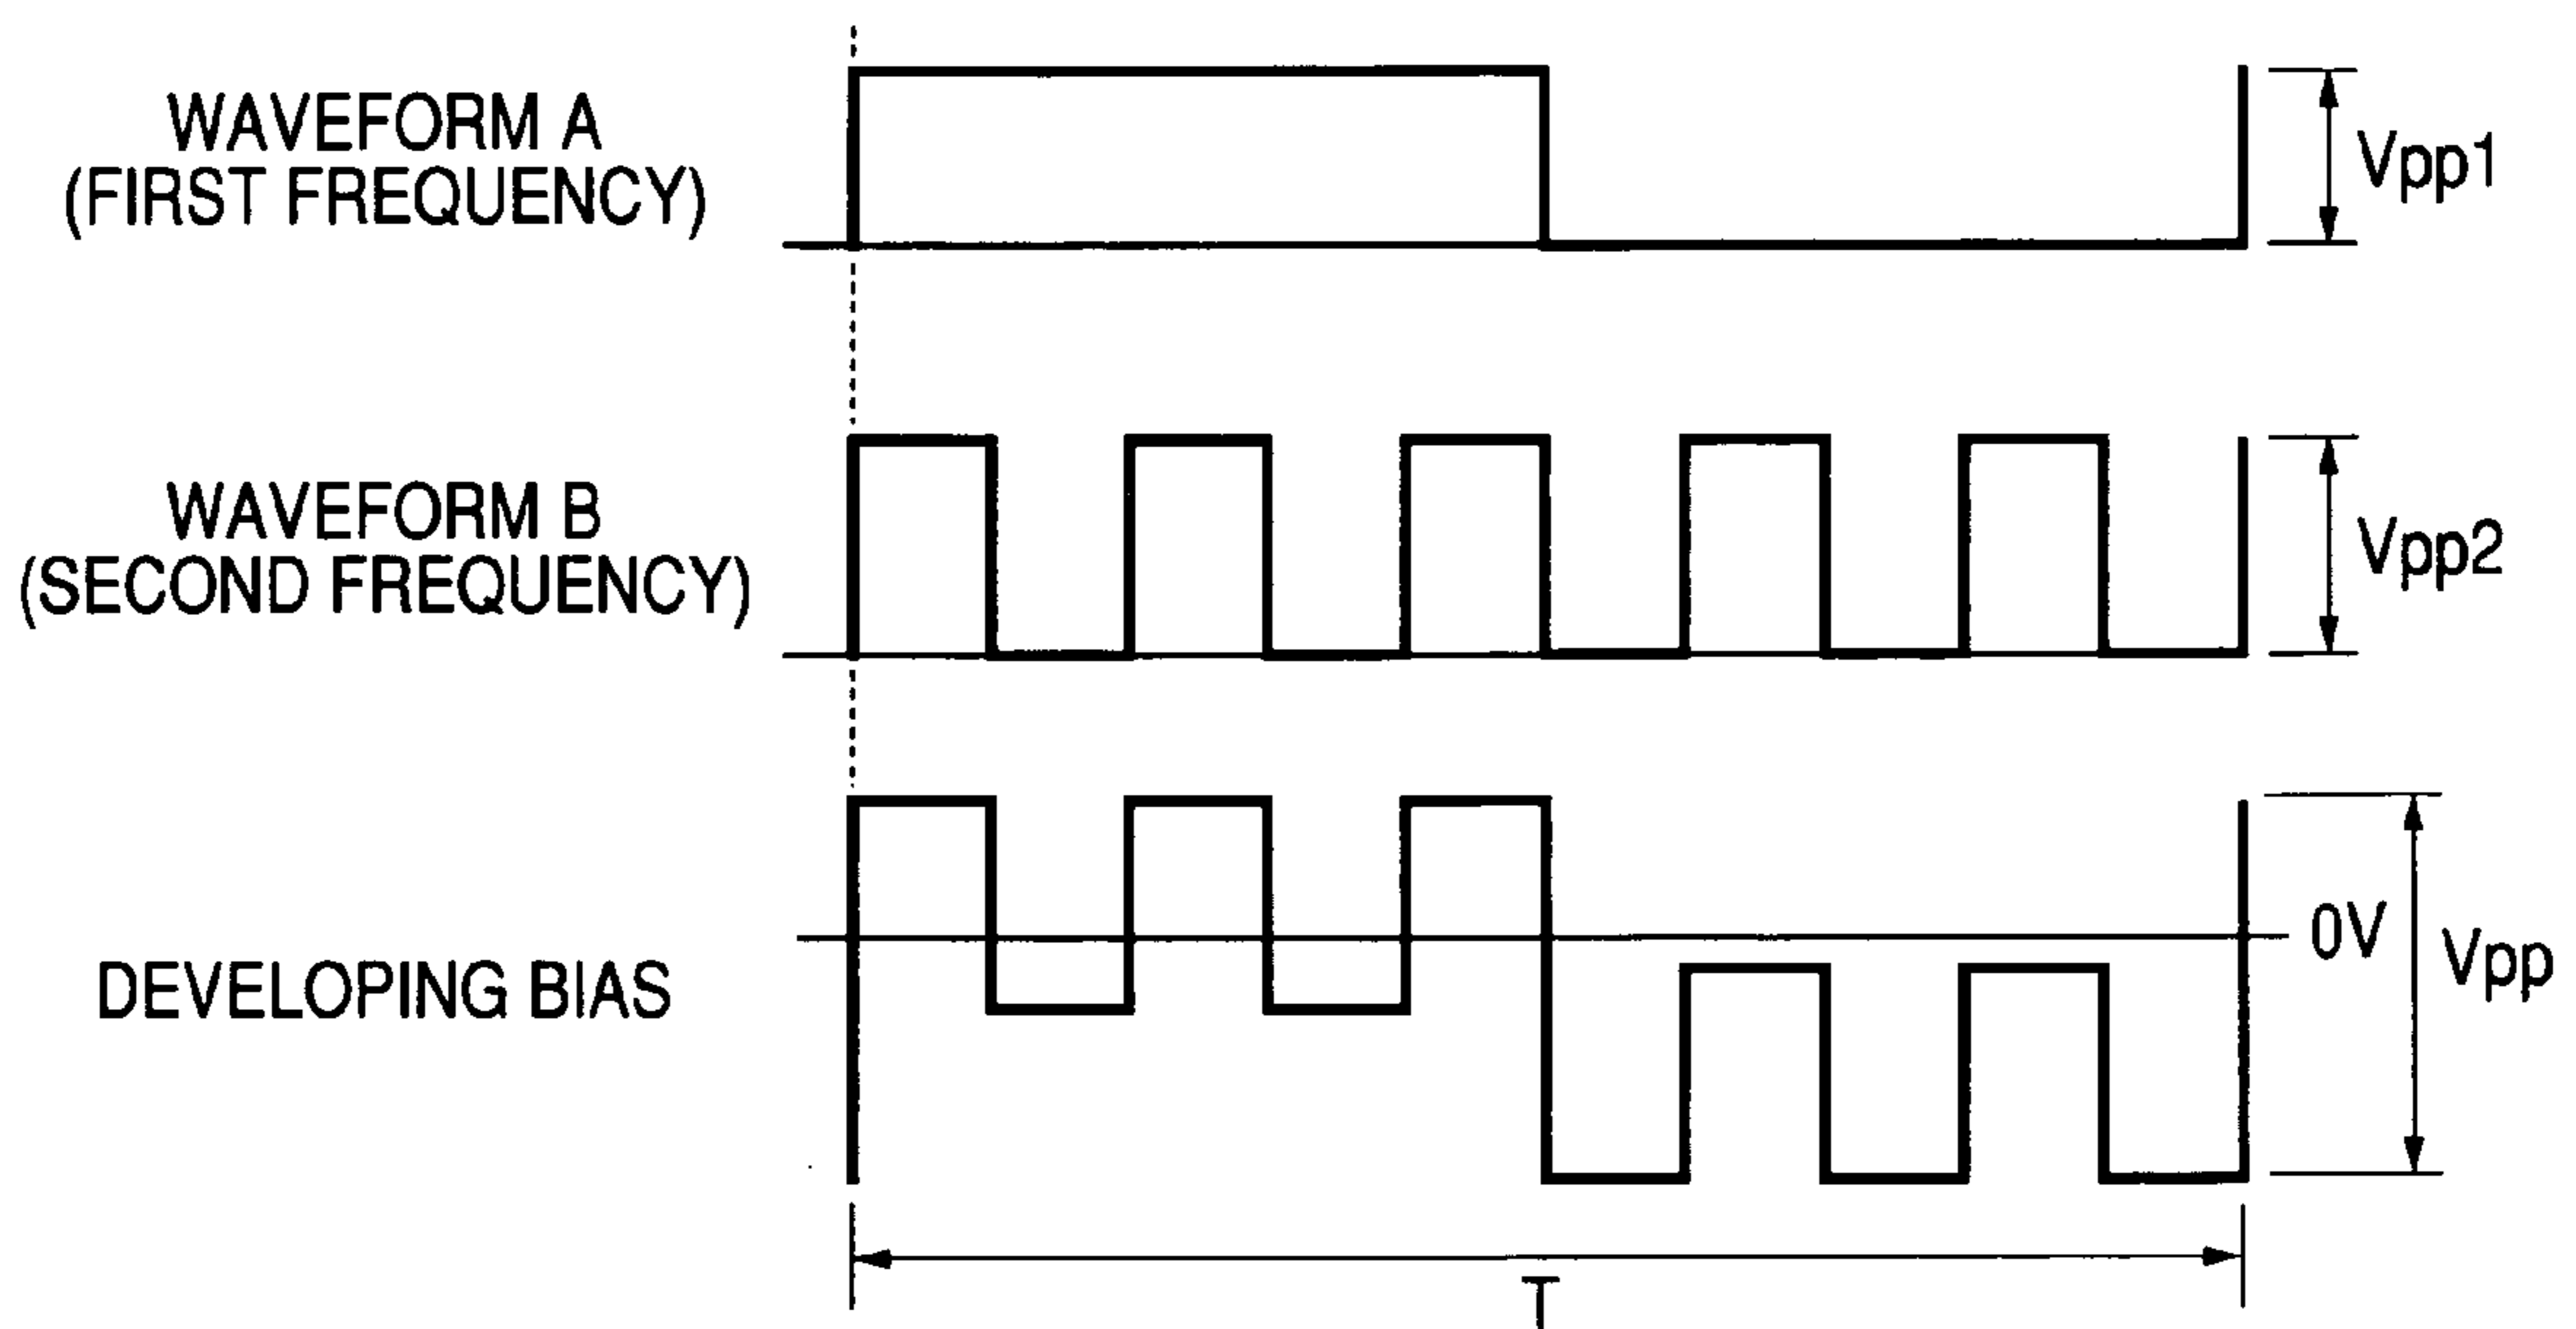 WAVEFORM A
(FIRST FREQUENCY)
Vpp1
WAVEFORM B
(SECOND FREQUENCY)
Vpp2
DEVELOPING BIAS
0V
Vpp
T